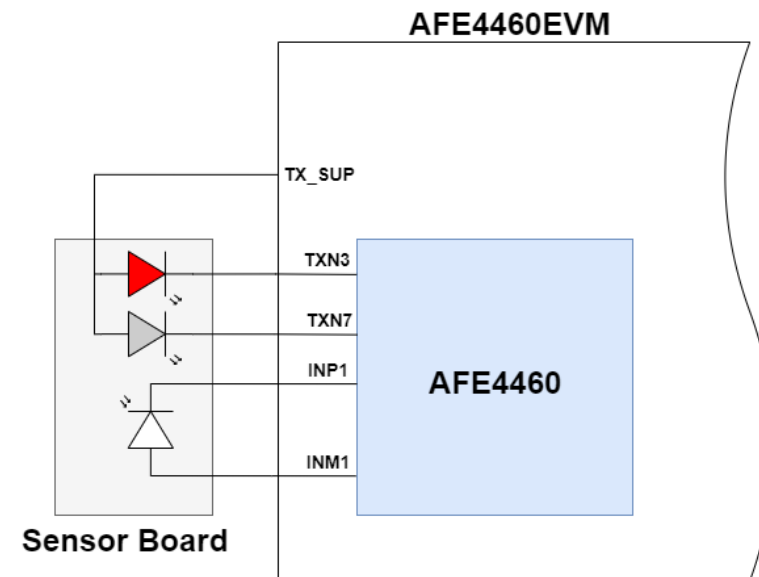 AFE4460EVM
TX_SUP
TXN3
TXN7
INP1
AFE4460
INM1
Sensor Board